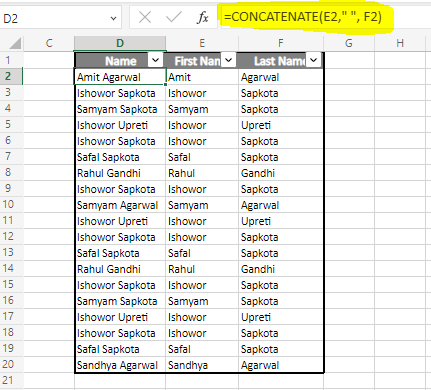 D2 fx =CONCATENATE(E2," ", F2)
C D E F G H
1 Name First Nan Last Name
2 Amit Agarwal Amit Agarwal
3 Ishowor Sapkota Ishowor Sapkota
4 Samyam Sapkota Samyam Sapkota
5 Ishowor Upreti Ishowor Upreti
6 Ishowor Sapkota Ishowor Sapkota
7 Safal Sapkota Safal Sapkota
8 Rahul Gandhi Rahul Gandhi
9 Ishowor Sapkota Ishowor Sapkota
10 Samyam Agarwal Samyam Agarwal
11 Ishowor Upreti Ishowor Upreti
12 Ishowor Sapkota Ishowor Sapkota
13 Safal Sapkota Safal Sapkota
14 Rahul Gandhi Rahul Gandhi
15 Ishowor Sapkota Ishowor Sapkota
16 Samyam Sapkota Samyam Sapkota
17 Ishowor Upreti Ishowor Upreti
18 Ishowor Sapkota Ishowor Sapkota
19 Safal Sapkota Safal Sapkota
20 Sandhya Agarwal Sandhya Agarwal
21